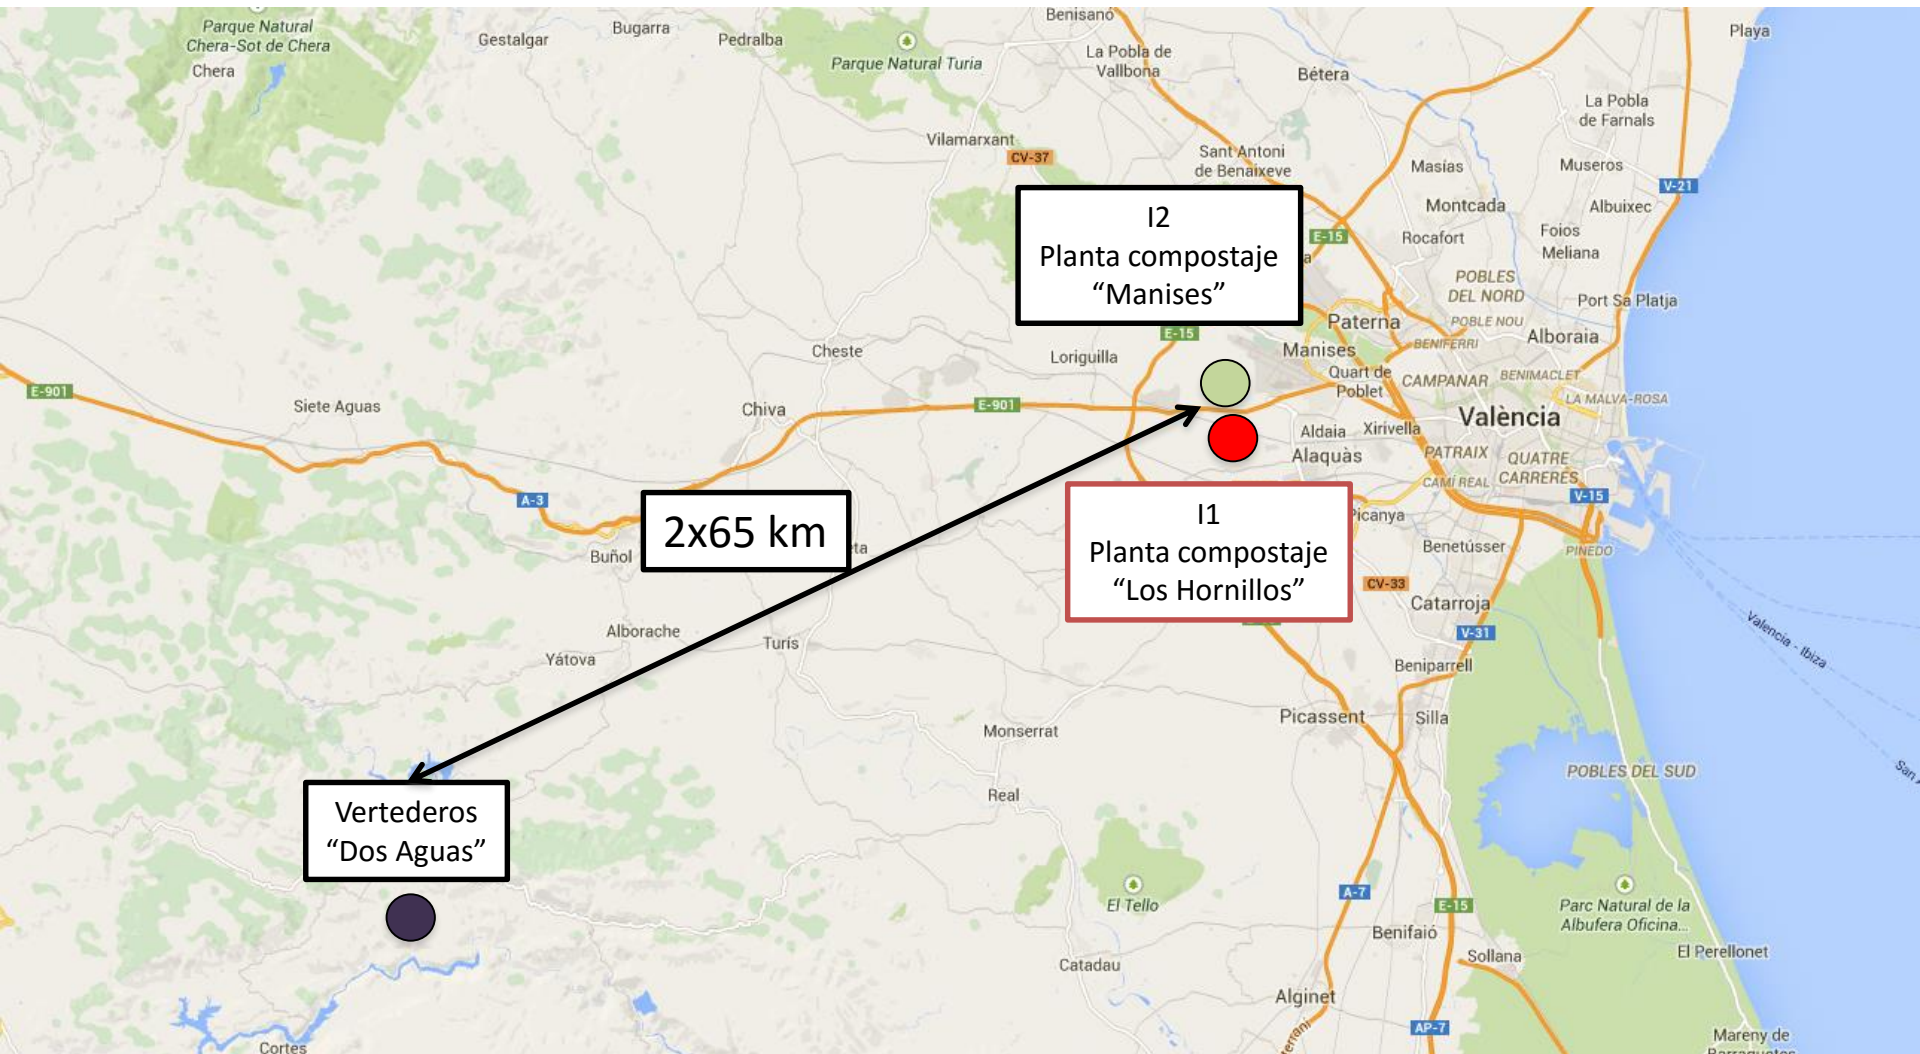 Benisanó
Parque Natural
Chera-Sot de Chera
Chera
Gestalgar
Bugarra
Pedralba
Parque Natural Turia
La Pobla de
Vallbona
Bétera
Playa
La Pobla
de Farnals
Vilamarxant
CV-37
Sant Antoni
de Benaixeve
Masías
Museros
V-21
Montcada
Albuixec
I2
Planta compostaje
“Manises”
E-15
Rocafort
Foios
Meliana
POBLES
DEL NORD
Port Sa Platja
Paterna
POBLE NOU
Alboraia
E-15
Cheste
Loriguilla
Manises
BENIFERRI
Quart de
Poblet
CAMPANAR
BENIMACLET
LA MALVA-ROSA
E-901
Siete Aguas
Chiva
E-901
València
Aldaia
Xirivella
Alaquàs
PATRAIX
QUATRE
CARRERES
CAMÍ REAL
A-3
V-15
2x65 km
I1
Planta compostaje
“Los Hornillos”
Picanya
Buñol
eta
Benetússer
PINEDO
CV-33
Catarroja
Alborache
Turís
V-31
Valencia - Ibiza
Yátova
Beniparrell
Monserrat
Picassent
Silla
San
POBLES DEL SUD
Vertederos
“Dos Aguas”
Real
El Tello
A-7
E-15
Parc Natural de la
Albufera Oficina...
Benifaió
Sollana
El Perellonet
Catadau
Alginet
AP-7
Mareny de
Barraquetes
Cortes